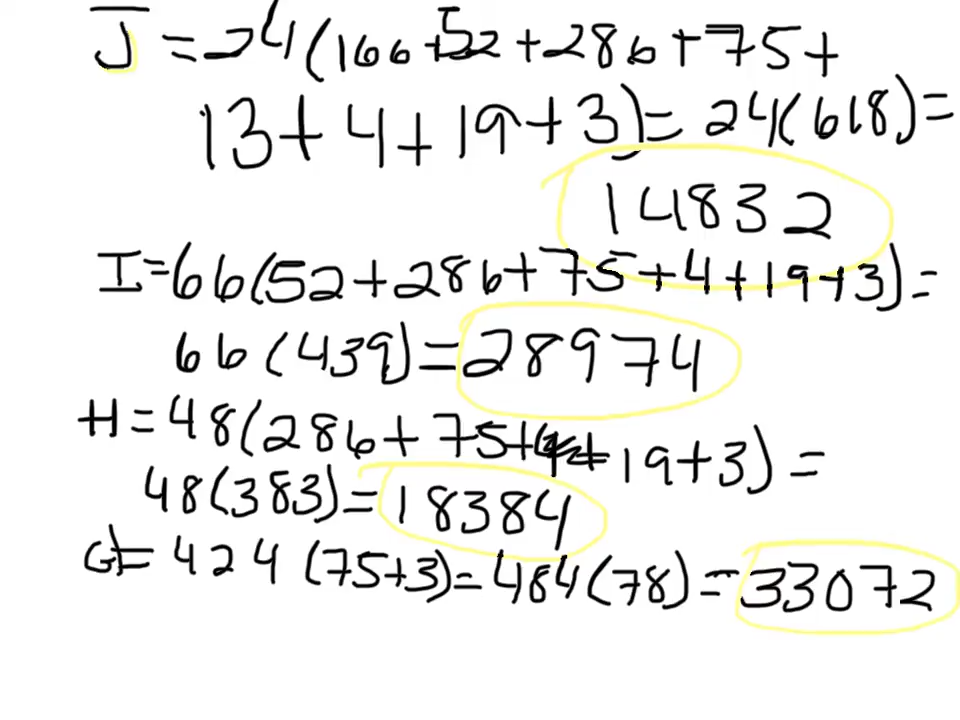 J = 24(166+52+286+75+
13+4+19+3)=24(618)=
14832
I=66(52+286+75+4+19+3)=
66(439)=28974
H=48(286+75+ +19+3)=
48(383)=18384
G)=424(75+3)=484(78)=33072